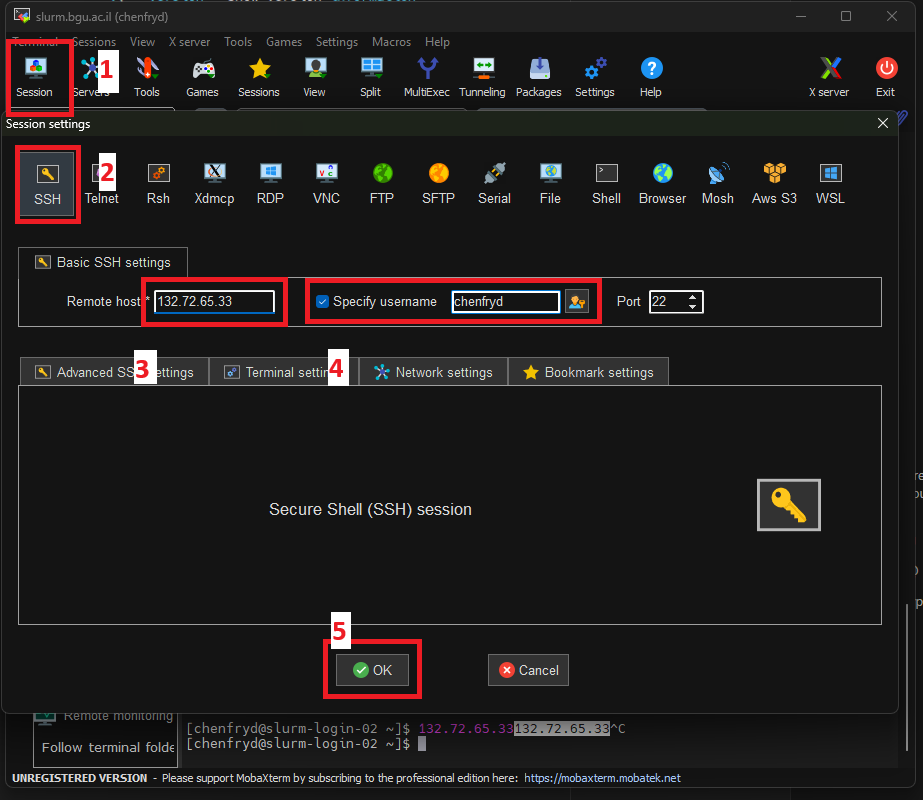 slurm.bgu.ac.il (chenfryd)
Terminal Sessions View X server Tools Games Settings Macros Help
1
Session Servers Tools Games Sessions View Split MultiExec Tunneling Packages Settings Help X server Exit
Session settings
2
SSH Telnet Rsh Xdmcp RDP VNC FTP SFTP Serial File Shell Browser Mosh Aws S3 WSL
Basic SSH settings
Remote host * 132.72.65.33 Specify username chenfryd Port 22
3 4
Advanced SS ettings Terminal settin Network settings Bookmark settings
Secure Shell (SSH) session
5
OK Cancel
Remote monitoring
Follow terminal folde
[chenfryd@slurm-login-02 ~]$ 132.72.65.33132.72.65.33^C
[chenfryd@slurm-login-02 ~]$
UNREGISTERED VERSION - Please support MobaXterm by subscribing to the professional edition here: https://mobaxterm.mobatek.net